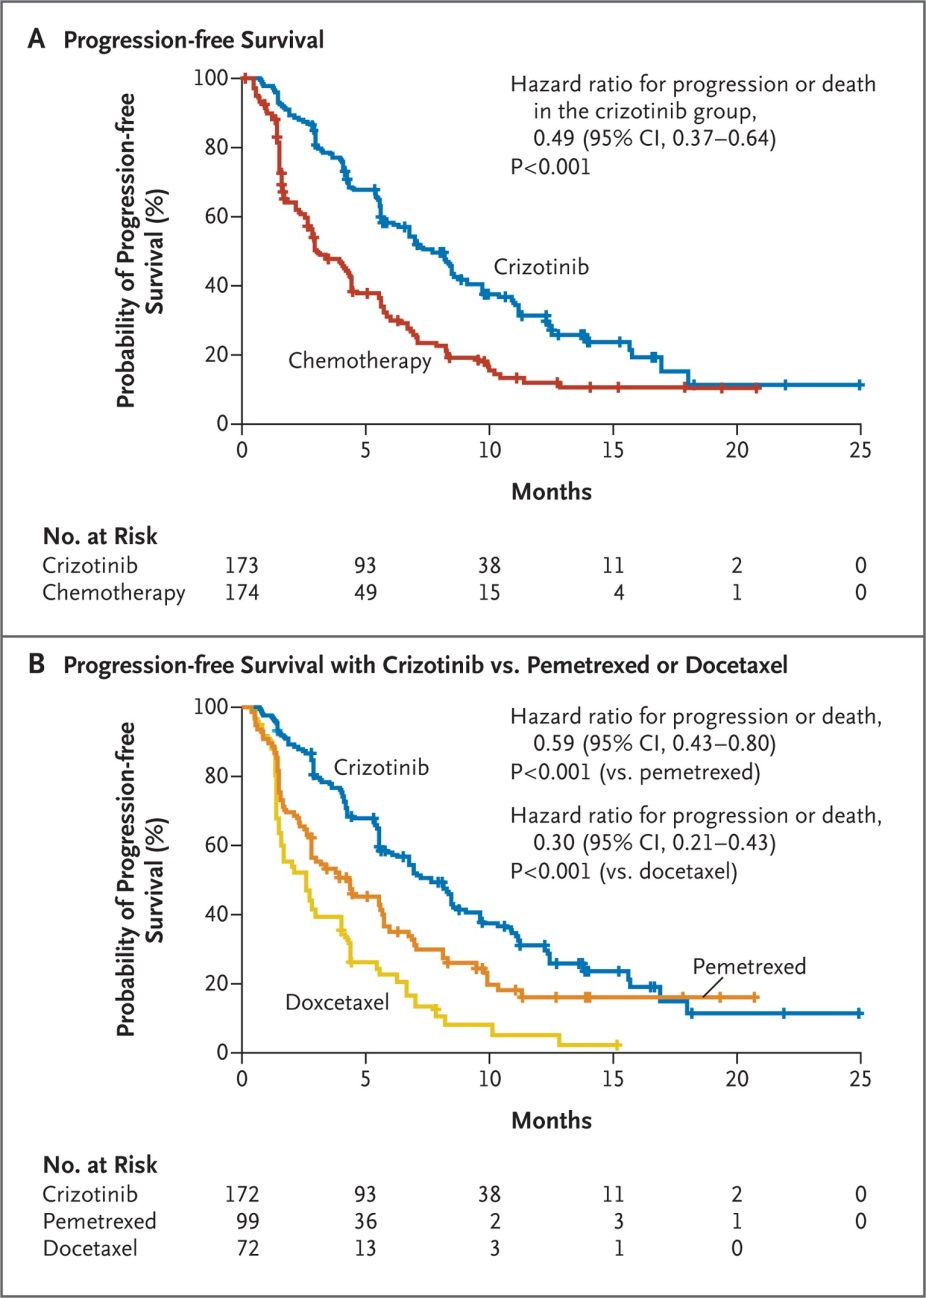 A Progression-free Survival
Probability of Progression-free
Survival (%)
100
80
60
40
20
0
Hazard ratio for progression or death
in the crizotinib group,
0.49 (95% CI, 0.37–0.64)
P<0.001
Crizotinib
Chemotherapy
0 5 10 15 20 25
Months
No. at Risk
Crizotinib 173 93 38 11 2 0
Chemotherapy 174 49 15 4 1 0
B Progression-free Survival with Crizotinib vs. Pemetrexed or Docetaxel
Probability of Progression-free
Survival (%)
100
80
60
40
20
0
Hazard ratio for progression or death,
0.59 (95% CI, 0.43–0.80)
P<0.001 (vs. pemetrexed)
Hazard ratio for progression or death,
0.30 (95% CI, 0.21–0.43)
P<0.001 (vs. docetaxel)
Crizotinib
Pemetrexed
Doxcetaxel
0 5 10 15 20 25
Months
No. at Risk
Crizotinib 172 93 38 11 2 0
Pemetrexed 99 36 2 3 1 0
Docetaxel 72 13 3 1 0